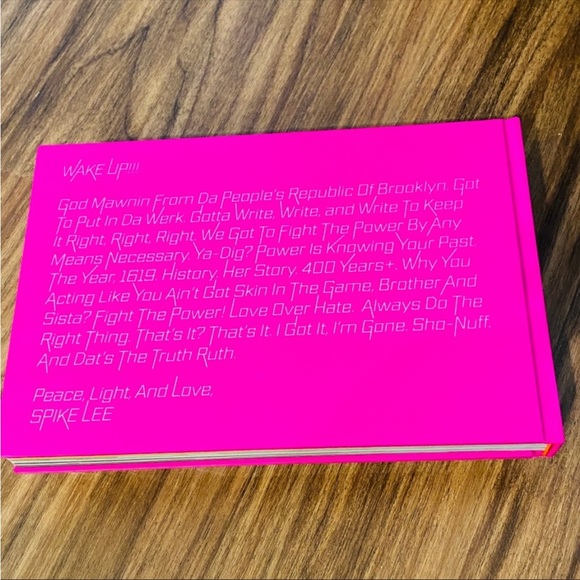 WAKE UP!!!
God Mawnin From Da People's Republic Of Brooklyn. Got
To Put In Da Werk. Gotta Write, Write, and Write To Keep
It Right, Right, Right. We Got To Fight The Power By Any
Means Necessary. Ya-Dig? Power Is Knowing Your Past.
The Year, 1619. History. Her Story. 400 Years+. Why You
Acting Like You Ain't Got Skin In The Game, Brother And
Sista? Fight The Power! Love Over Hate. Always Do The
Right Thing. That's It? That's It. I Got It, I'm Gone. Sho-Nuff.
And Dat's The Truth Ruth.
Peace, Light, And Love,
SPIKE LEE